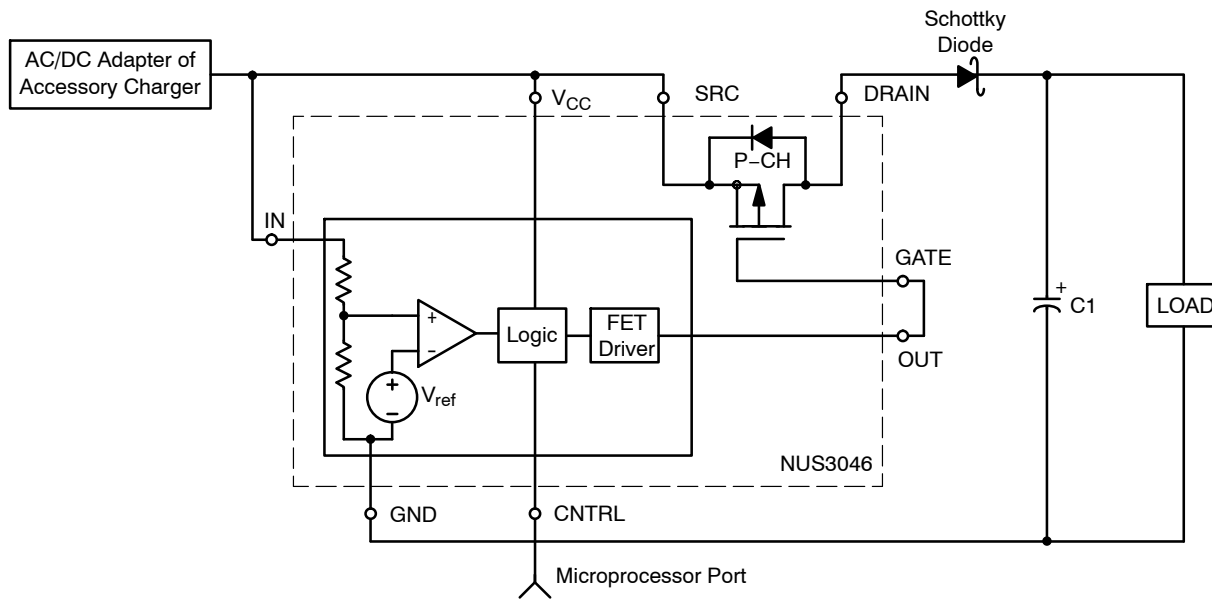 Schottky
Diode
AC/DC Adapter of
Accessory Charger
VCC
SRC
DRAIN
P−CH
IN
GATE
+
C1
LOAD
+
−
Logic
FET
Driver
OUT
+
−
Vref
NUS3046
GND
CNTRL
Microprocessor Port